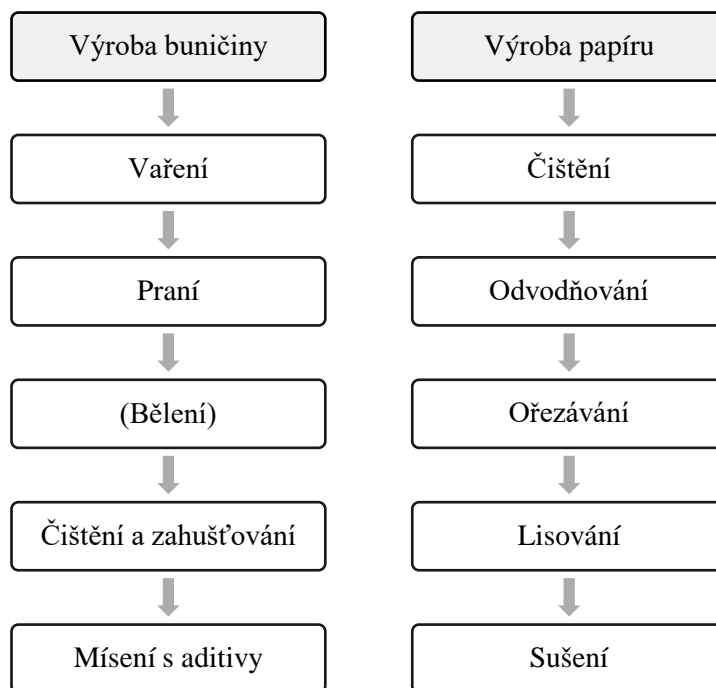 Výroba buničiny
Vaření
Praní
(Bělení)
Čištění a zahušťování
Mísení s aditivy
Výroba papíru
Čištění
Odvodňování
Ořezávání
Lisování
Sušení